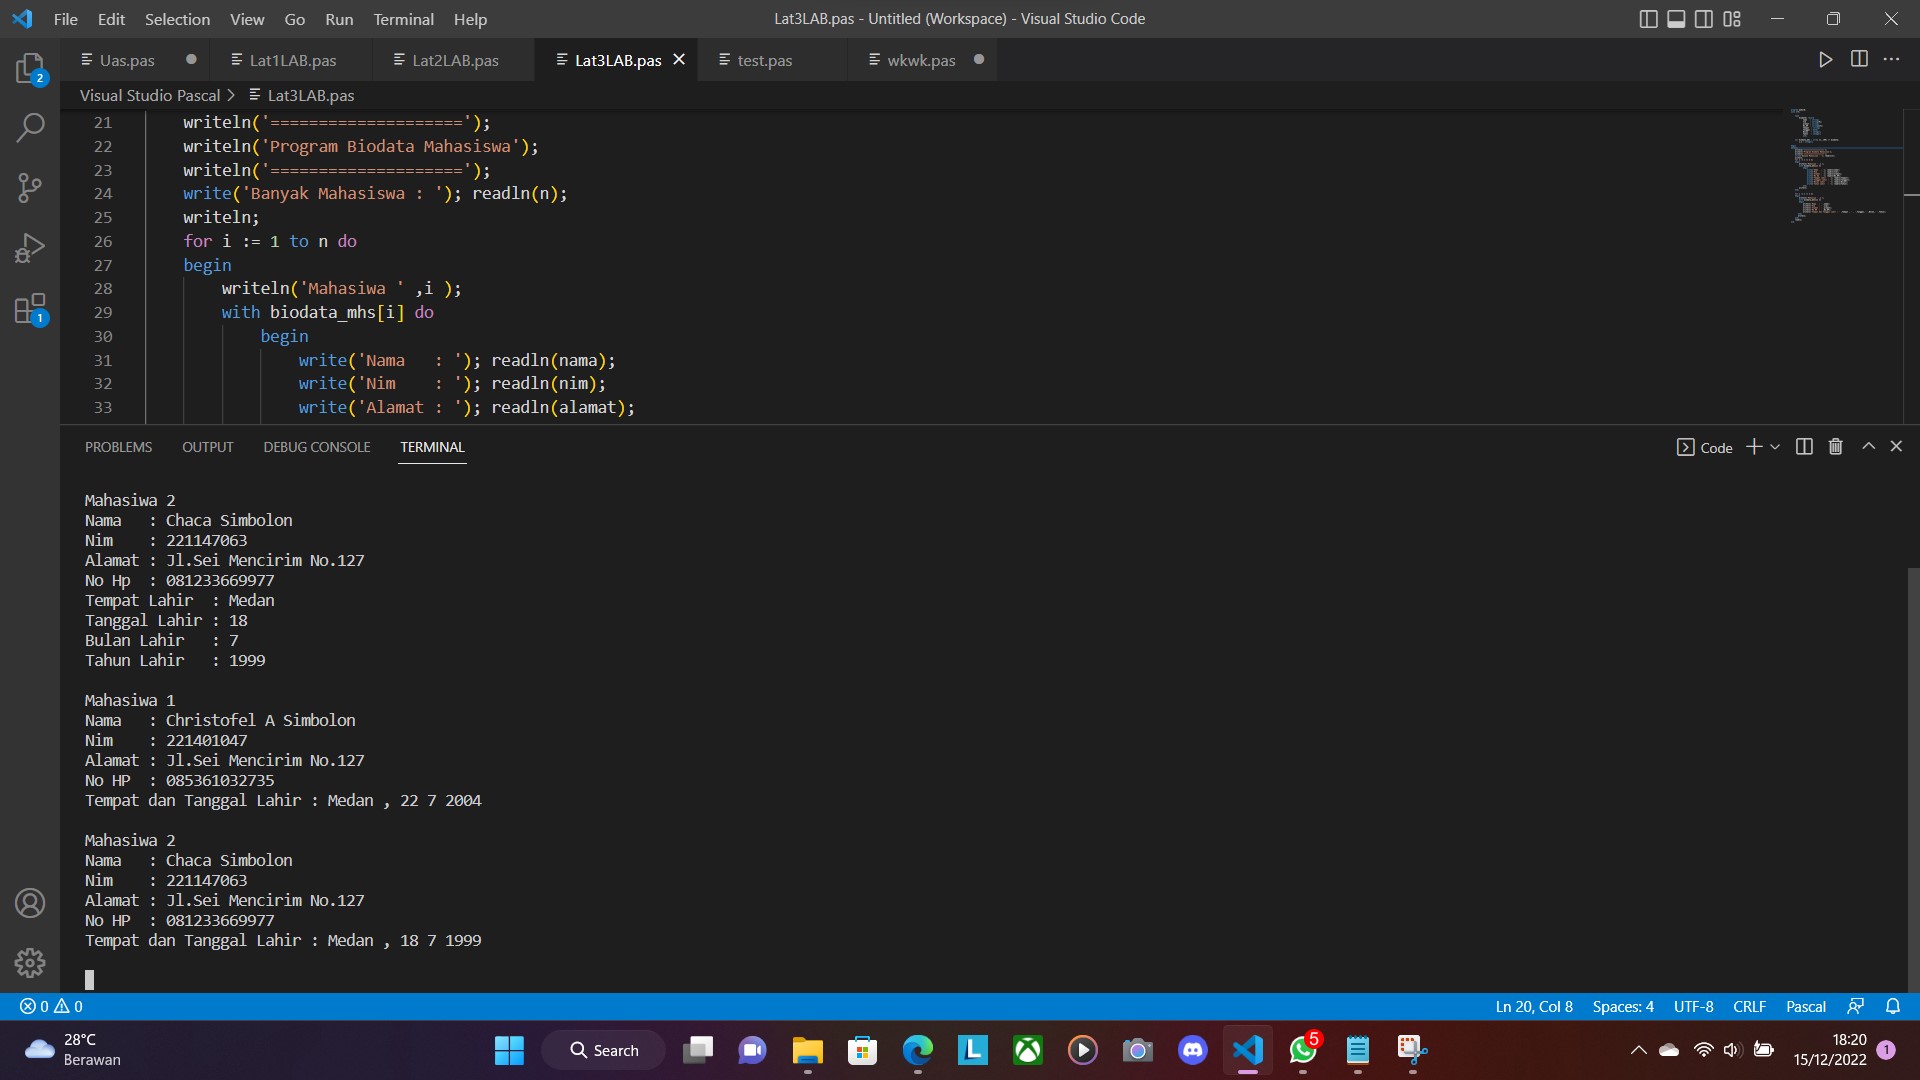 File Edit Selection View Go Run Terminal Help
Lat3LAB.pas - Untitled (Workspace) - Visual Studio Code
2
Uas.pas
Lat1LAB.pas
Lat2LAB.pas
Lat3LAB.pas
test.pas
wkwk.pas
Visual Studio Pascal > Lat3LAB.pas
21 writeln('====================');
22 writeln('Program Biodata Mahasiswa');
23 writeln('====================');
24 write('Banyak Mahasiswa : '); readln(n);
25 writeln;
26 for i := 1 to n do
27 begin
28 writeln('Mahasiwa ' ,i );
29 with biodata_mhs[i] do
30 begin
31 write('Nama   : '); readln(nama);
32 write('Nim    : '); readln(nim);
33 write('Alamat : '); readln(alamat);
1
PROBLEMS OUTPUT DEBUG CONSOLE TERMINAL
Code
Mahasiwa 2
Nama   : Chaca Simbolon
Nim    : 221147063
Alamat : Jl.Sei Mencirim No.127
No Hp  : 081233669977
Tempat Lahir  : Medan
Tanggal Lahir : 18
Bulan Lahir   : 7
Tahun Lahir   : 1999
Mahasiwa 1
Nama   : Christofel A Simbolon
Nim    : 221401047
Alamat : Jl.Sei Mencirim No.127
No HP  : 085361032735
Tempat dan Tanggal Lahir : Medan , 22 7 2004
Mahasiwa 2
Nama   : Chaca Simbolon
Nim    : 221147063
Alamat : Jl.Sei Mencirim No.127
No HP  : 081233669977
Tempat dan Tanggal Lahir : Medan , 18 7 1999
0 0
Ln 20, Col 8 Spaces: 4 UTF-8 CRLF Pascal
28°C
Berawan
Search
L
5
18:20
15/12/2022
1